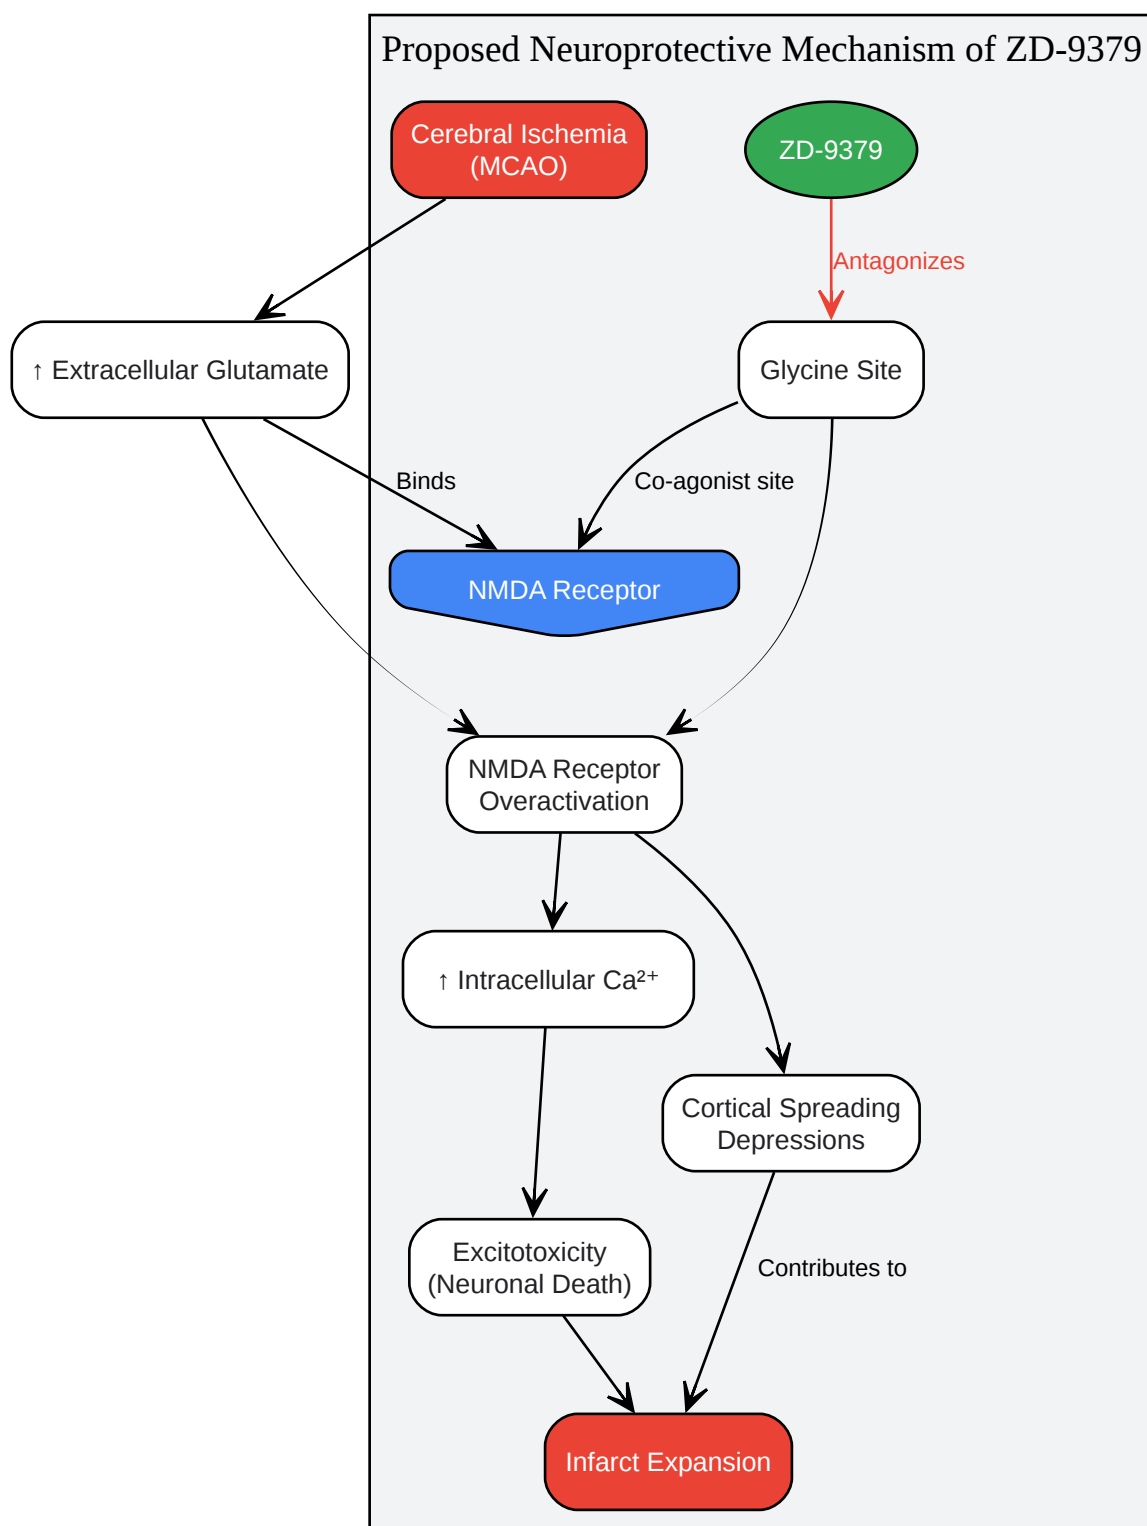 Proposed Neuroprotective Mechanism of ZD-9379
Cerebral Ischemia
(MCAO)
ZD-9379
Antagonizes
↑ Extracellular Glutamate
Glycine Site
Binds
Co-agonist site
NMDA Receptor
NMDA Receptor
Overactivation
↑ Intracellular Ca²⁺
Cortical Spreading
Depressions
Excitotoxicity
(Neuronal Death)
Contributes to
Infarct Expansion